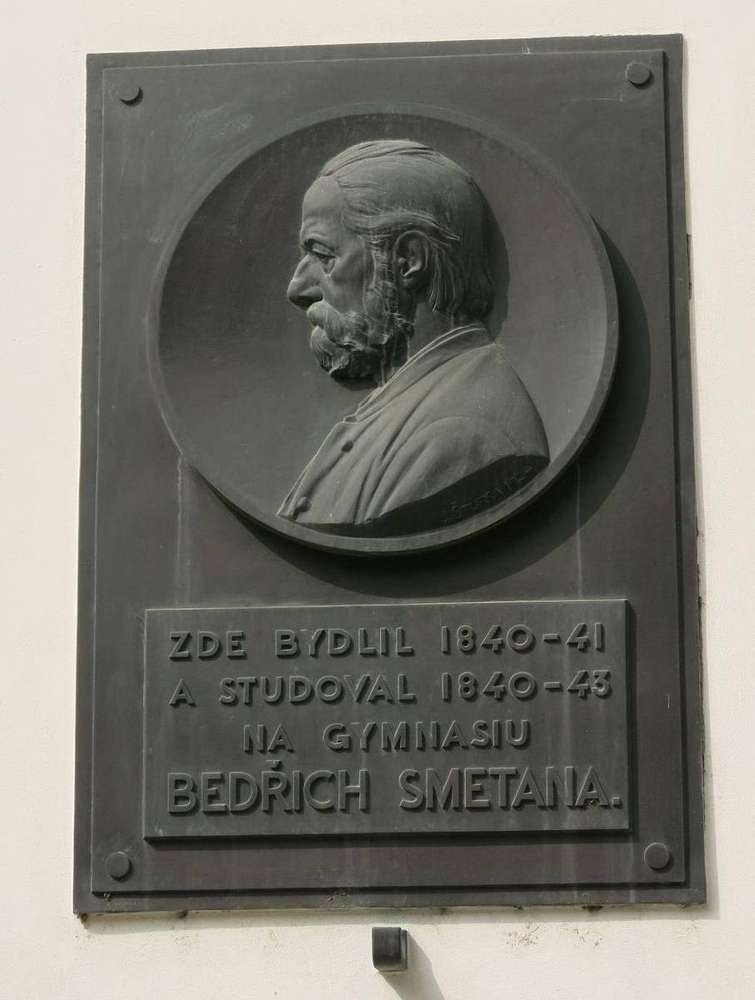 ZDE BYDLIL 1840-41
A STUDOVAL 1840-43
NA GYMNASIU
BEDŘICH SMETANA.